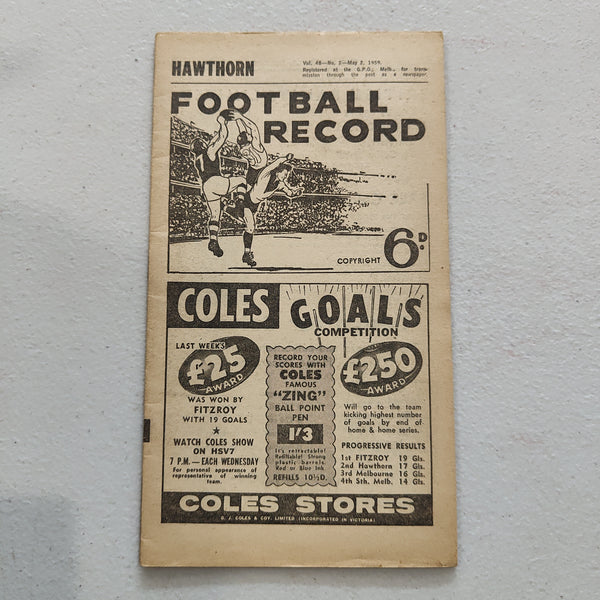 HAWTHORN
Vol. 48—No. 3—May 2, 1959.
Registered at the G.P.O., Melb., for trans-
mission through the post as a newspaper.
FOOTBALL
RECORD
COPYRIGHT 6D.
COLES GOALS
COMPETITION
LAST WEEK'S
£25
AWARD
WAS WON BY
FITZROY
WITH 19 GOALS
★
WATCH COLES SHOW
ON HSV7
7 P.M.— EACH WEDNESDAY
For personal appearance of
representative of winning
team.
RECORD YOUR
SCORES WITH
COLES
FAMOUS
"ZING"
BALL POINT
PEN
1/3
It's retractable!
Refillable! Strong
plastic barrels.
Red or Blue Ink.
REFILLS 10½D.
£250
AWARD
Will go to the team
kicking highest number
of goals by end of
home & home series.
PROGRESSIVE RESULTS
1st FITZROY 19 Gls.
2nd Hawthorn 17 Gls.
3rd Melbourne 16 Gls.
4th Sth. Melb. 14 Gls.
COLES STORES
G. J. COLES & COY. LIMITED (INCORPORATED IN VICTORIA)